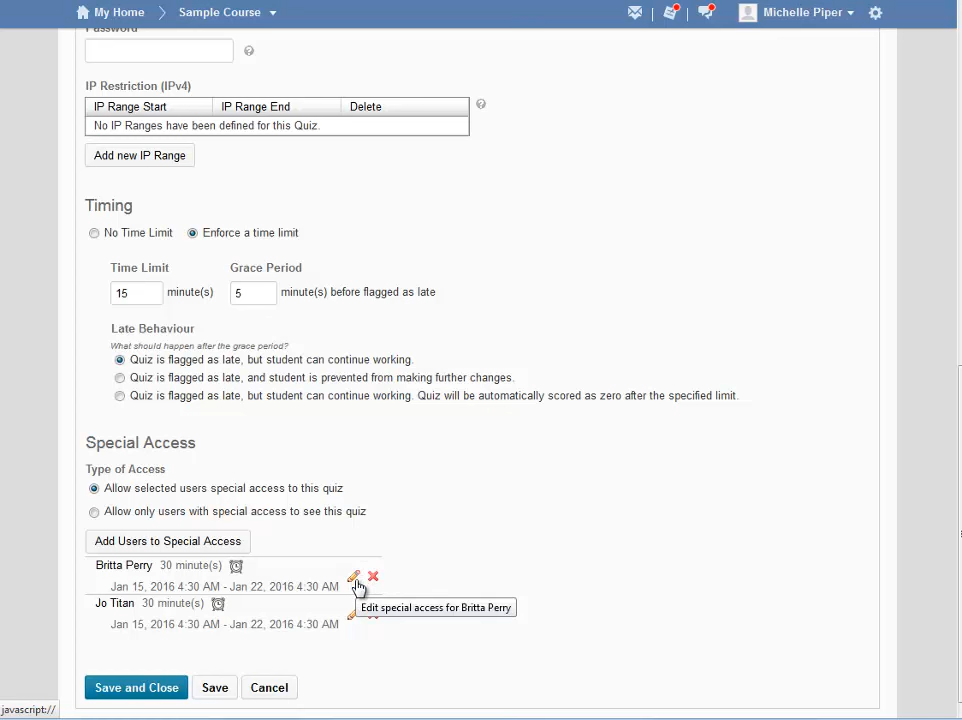 My Home Sample Course Michelle Piper
Password
IP Restriction (IPv4)
IP Range Start IP Range End Delete
No IP Ranges have been defined for this Quiz.
Add new IP Range
Timing
No Time Limit Enforce a time limit
Time Limit Grace Period
15 minute(s) 5 minute(s) before flagged as late
Late Behaviour
What should happen after the grace period?
Quiz is flagged as late, but student can continue working.
Quiz is flagged as late, and student is prevented from making further changes.
Quiz is flagged as late, but student can continue working. Quiz will be automatically scored as zero after the specified limit.
Special Access
Type of Access
Allow selected users special access to this quiz
Allow only users with special access to see this quiz
Add Users to Special Access
Britta Perry 30 minute(s)
Jan 15, 2016 4:30 AM - Jan 22, 2016 4:30 AM
Jo Titan 30 minute(s)
Edit special access for Britta Perry
Jan 15, 2016 4:30 AM - Jan 22, 2016 4:30 AM
Save and Close Save Cancel
javascript://